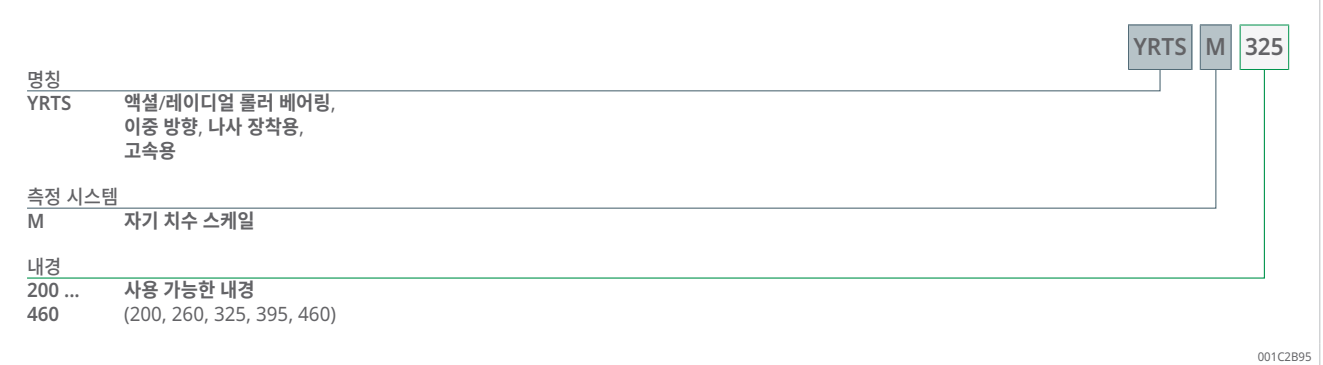 YRTS M 325
명칭
YRTS 액셜/레이디얼 롤러 베어링,
이중 방향, 나사 장착용,
고속용
측정 시스템
M 자기 치수 스케일
내경
200 ... 사용 가능한 내경
460 (200, 260, 325, 395, 460)
001C2B95